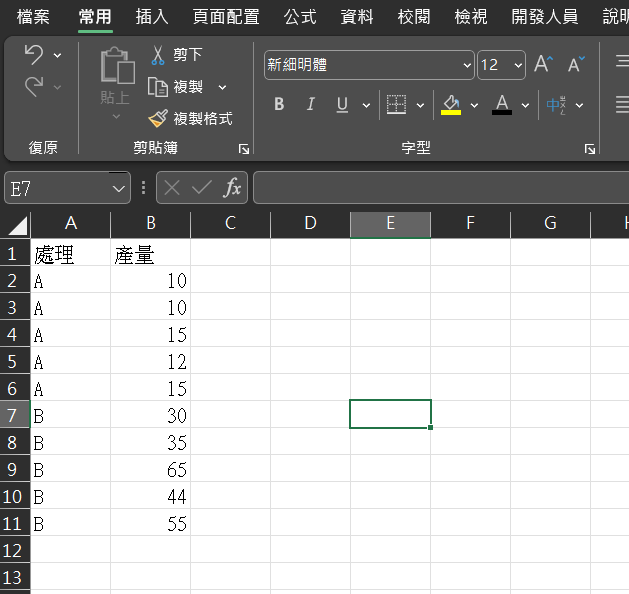 檔案 常用 插入 頁面配置 公式 資料 校閱 檢視 開發人員 說明
剪下
複製
複製格式
貼上
新細明體 12 A A
B I U A 中
復原 剪貼簿 字型
E7 fx
A B C D E F G
1 處理 產量
2 A 10
3 A 10
4 A 15
5 A 12
6 A 15
7 B 30
8 B 35
9 B 65
10 B 44
11 B 55
12
13